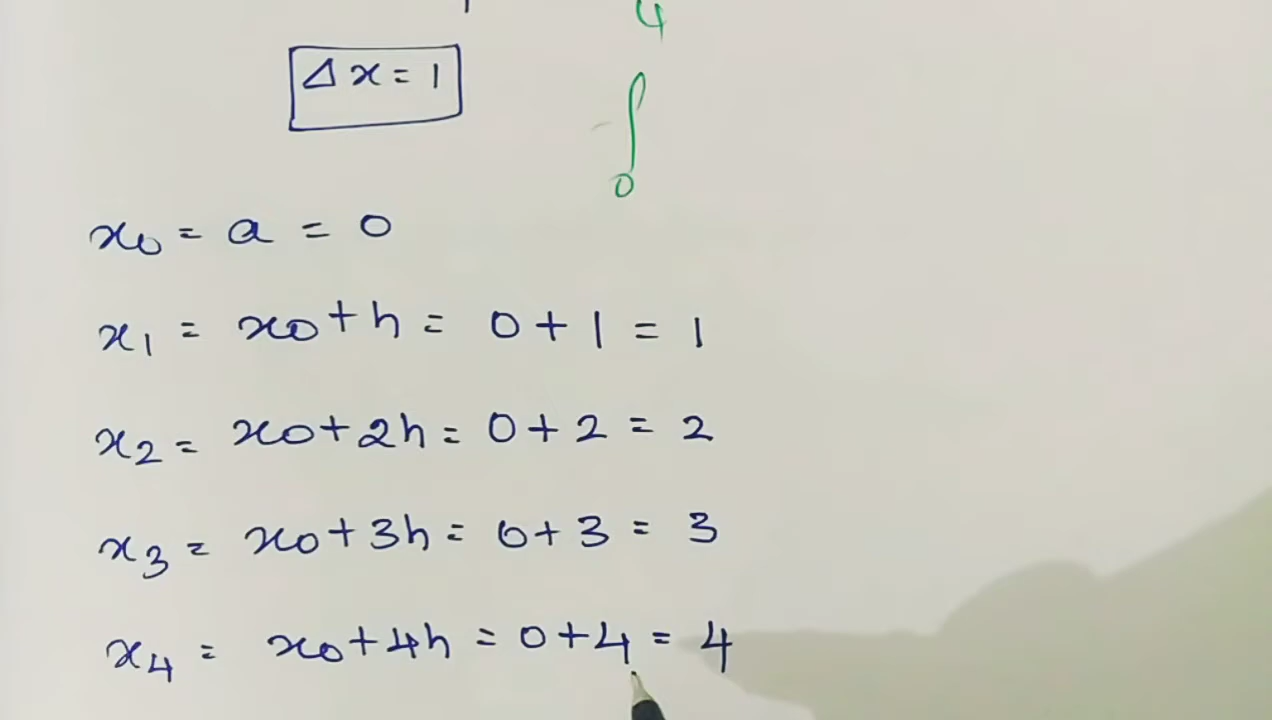 4
Δx = 1
∫
0
x0 = a = 0
x1 = x0+h = 0+1 = 1
x2 = x0+2h = 0+2 = 2
x3 = x0+3h = 0+3 = 3
x4 = x0+4h = 0+4 = 4